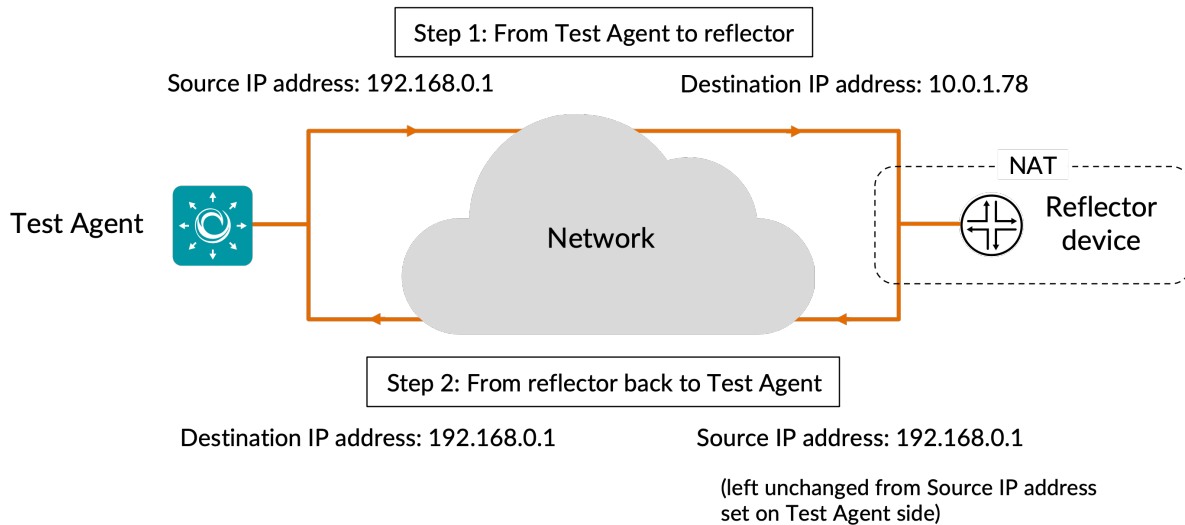 Step 1: From Test Agent to reflector
Source IP address: 192.168.0.1
Destination IP address: 10.0.1.78
NAT
Test Agent
Network
Reflector
device
Step 2: From reflector back to Test Agent
Destination IP address: 192.168.0.1
Source IP address: 192.168.0.1
(left unchanged from Source IP address
set on Test Agent side)